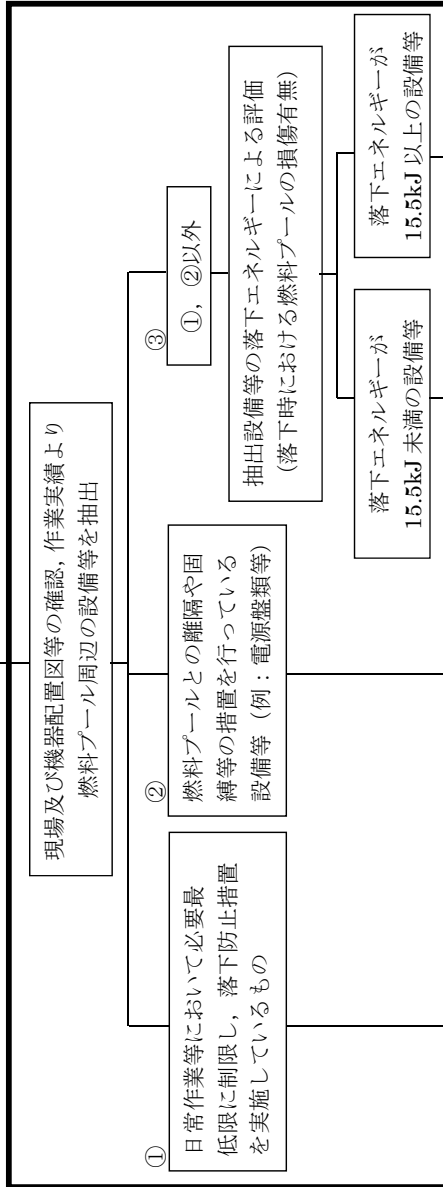 現場及び機器配置図等の確認,作業実績より
燃料プール周辺の設備等を抽出
①
日常作業等において必要最
低限に制限し，落下防止措置
を実施しているもの
②
燃料プールとの離隔や固
縛等の措置を行っている
設備等（例：電源盤類等）
③
①，②以外
抽出設備等の落下エネルギーによる評価
(落下時における燃料プールの損傷有無)
落下エネルギーが
15.5kJ 未満の設備等
落下エネルギーが
15.5kJ 以上の設備等